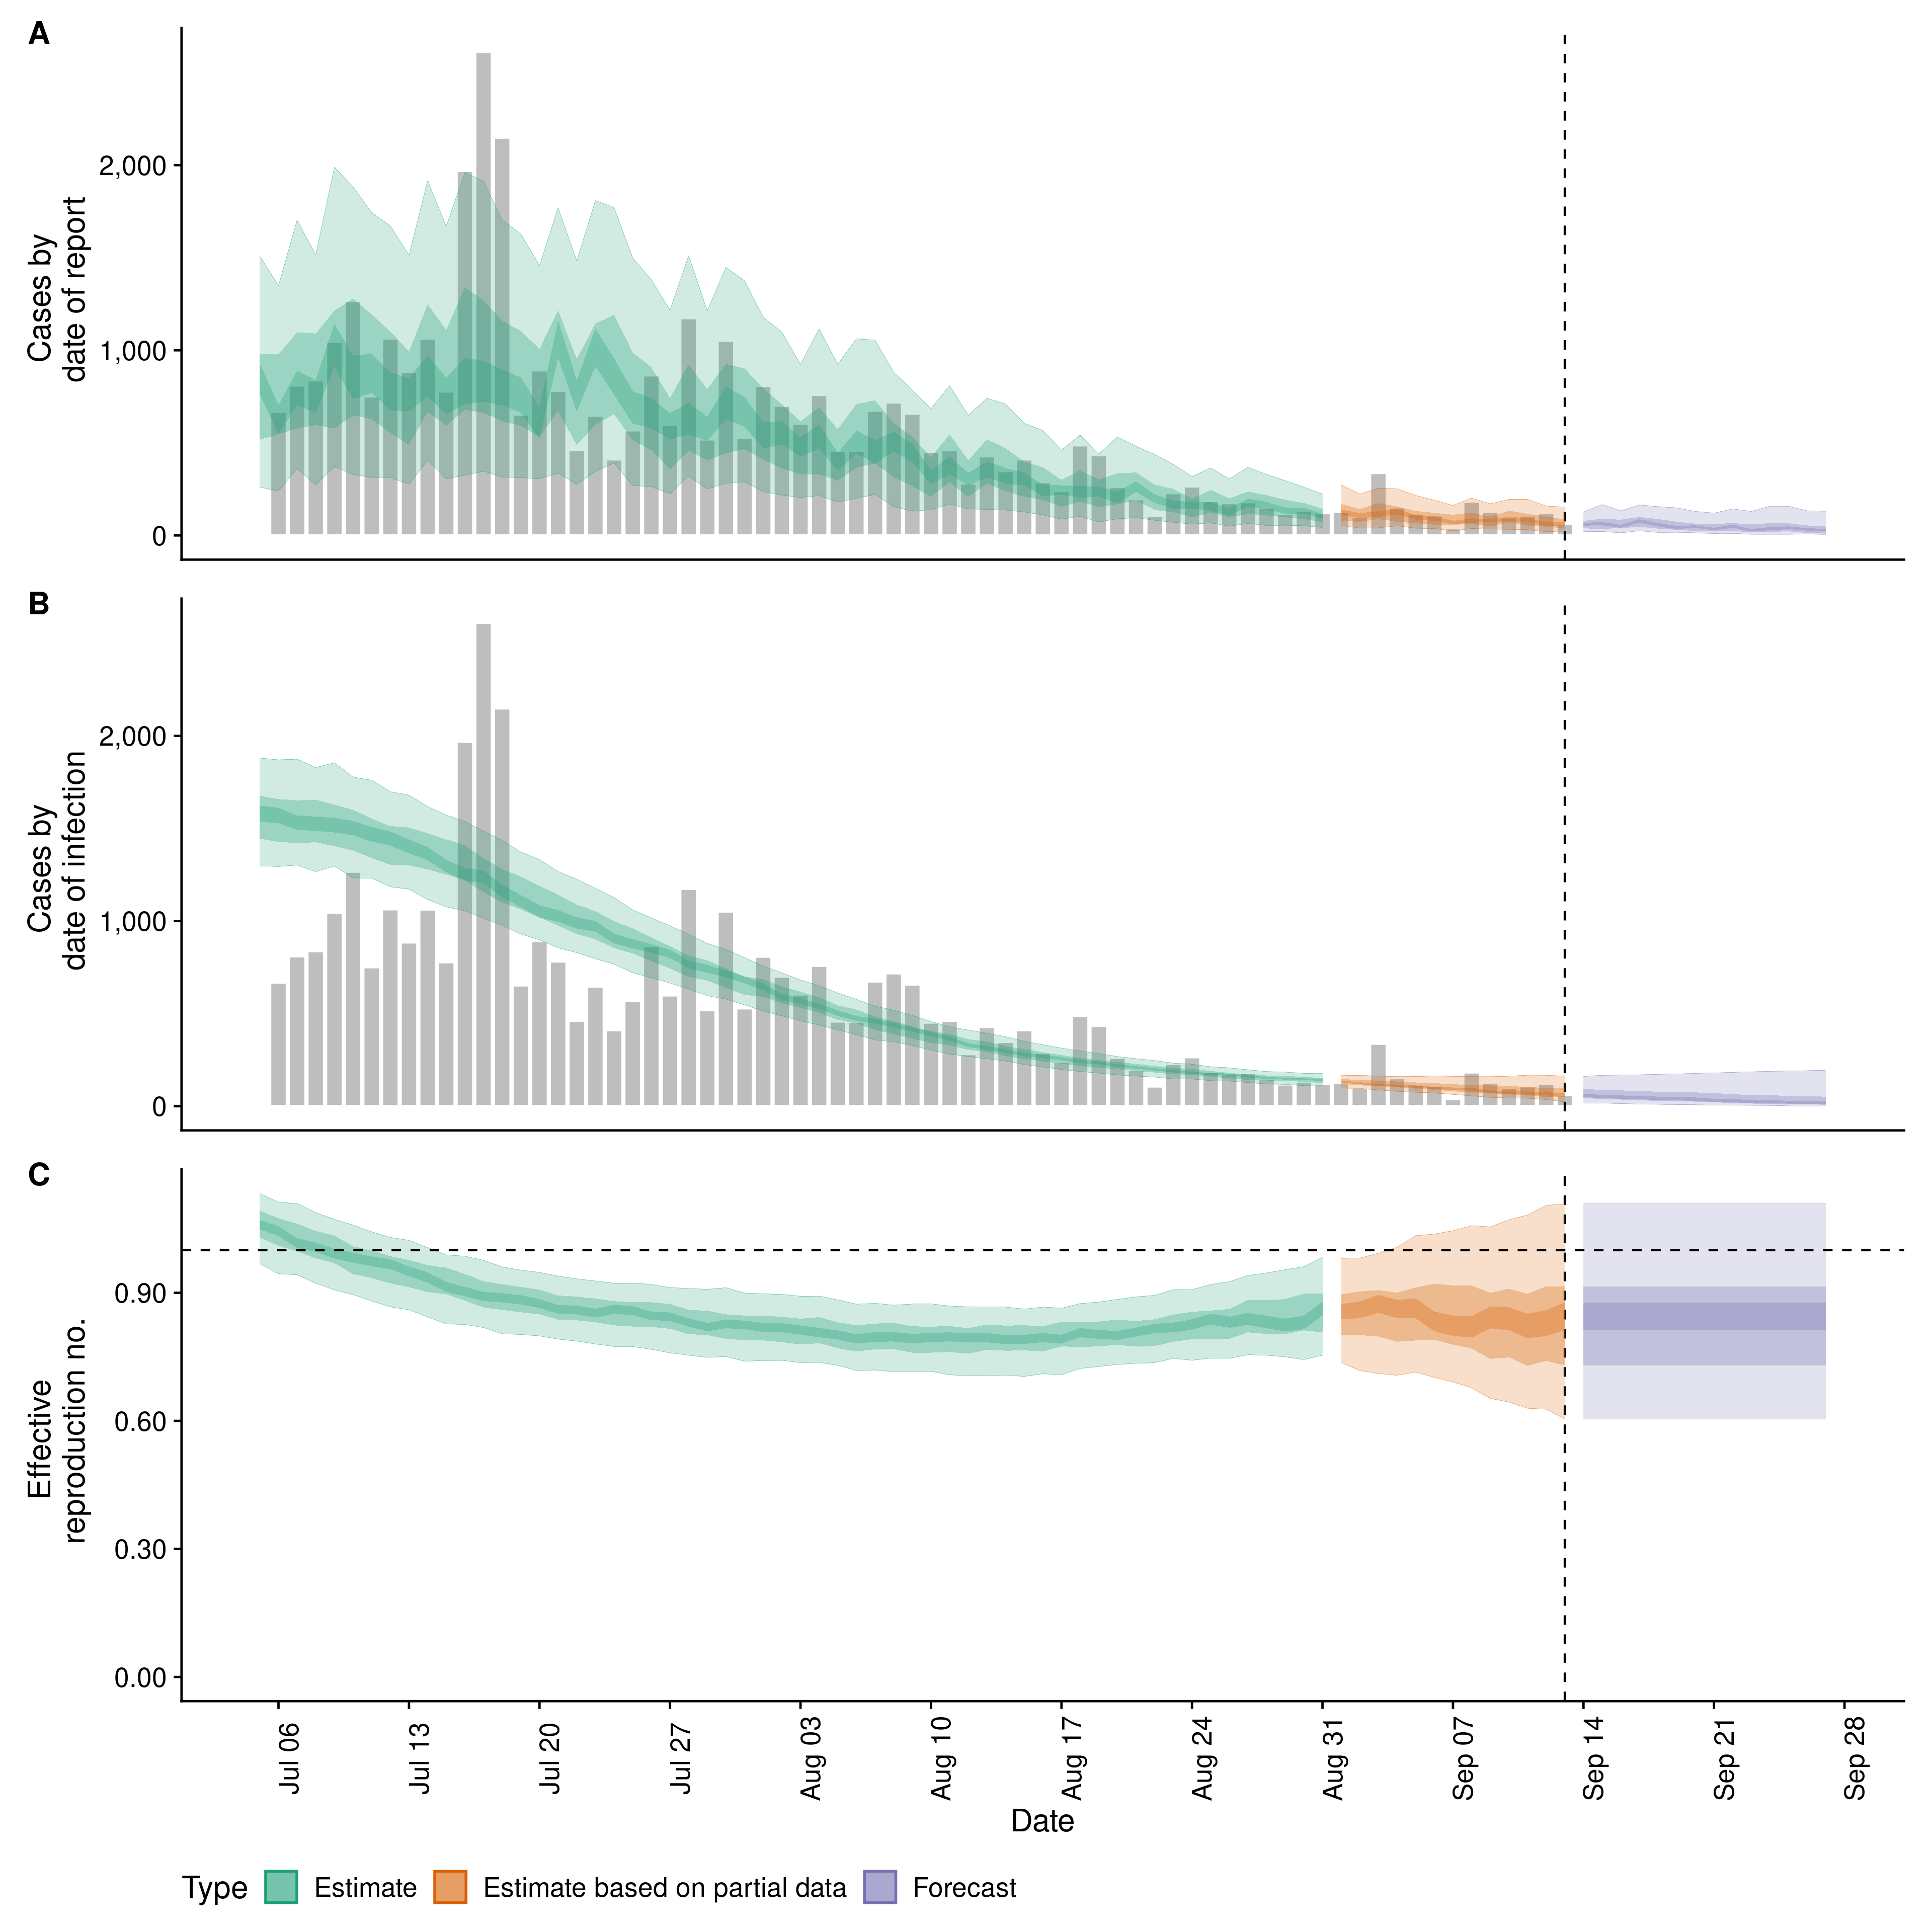 A
Cases by
date of report
2,000
1,000
0
B
Cases by
date of infection
2,000
1,000
0
C
Effective
reproduction no.
0.90
0.60
0.30
0.00
Jul 06
Jul 13
Jul 20
Jul 27
Aug 03
Aug 10
Aug 17
Aug 24
Aug 31
Sep 07
Sep 14
Sep 21
Sep 28
Date
Type Estimate Estimate based on partial data Forecast